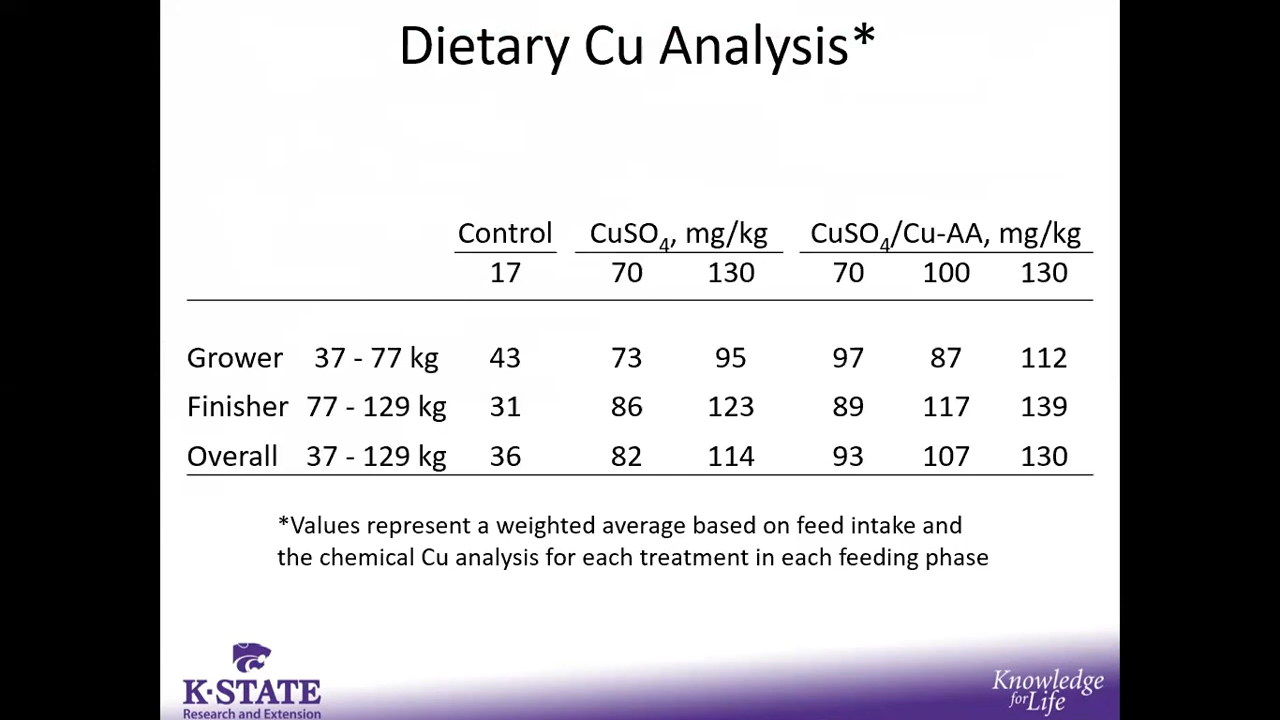 Dietary Cu Analysis*
Control CuSO₄, mg/kg CuSO₄/Cu-AA, mg/kg
17 70 130 70 100 130
Grower 37 - 77 kg 43 73 95 97 87 112
Finisher 77 - 129 kg 31 86 123 89 117 139
Overall 37 - 129 kg 36 82 114 93 107 130
*Values represent a weighted average based on feed intake and
the chemical Cu analysis for each treatment in each feeding phase
K-STATE
Research and Extension
Knowledge
for Life